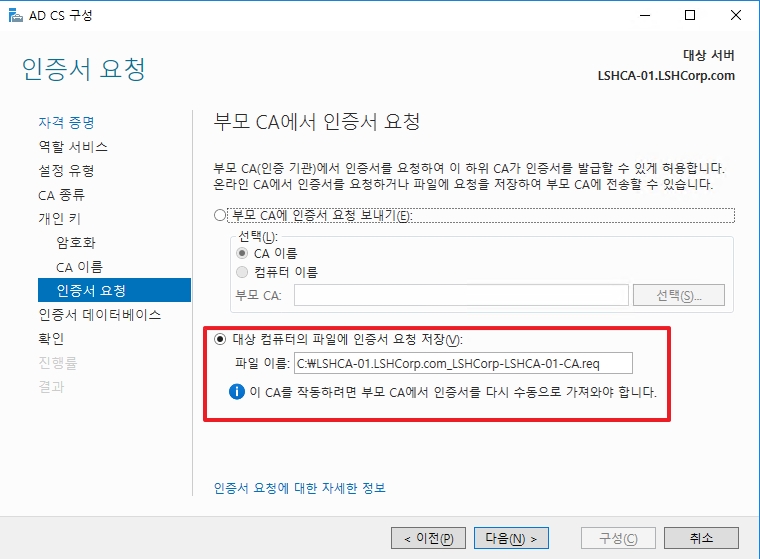 AD CS 구성
인증서 요청
대상 서버
LSHCA-01.LSHCorp.com
자격 증명
역할 서비스
설정 유형
CA 종류
개인 키
암호화
CA 이름
인증서 요청
인증서 데이터베이스
확인
진행률
결과
부모 CA에서 인증서 요청
부모 CA(인증 기관)에서 인증서를 요청하여 이 하위 CA가 인증서를 발급할 수 있게 허용합니다.
온라인 CA에서 인증서를 요청하거나 파일에 요청을 저장하여 부모 CA에 전송할 수 있습니다.
부모 CA에 인증서 요청 보내기(E):
선택(L):
CA 이름
컴퓨터 이름
부모 CA:
선택(S)...
대상 컴퓨터의 파일에 인증서 요청 저장(V):
파일 이름: C:₩LSHCA-01.LSHCorp.com_LSHCorp-LSHCA-01-CA.req
이 CA를 작동하려면 부모 CA에서 인증서를 다시 수동으로 가져와야 합니다.
인증서 요청에 대한 자세한 정보
< 이전(P) 다음(N) > 구성(C) 취소